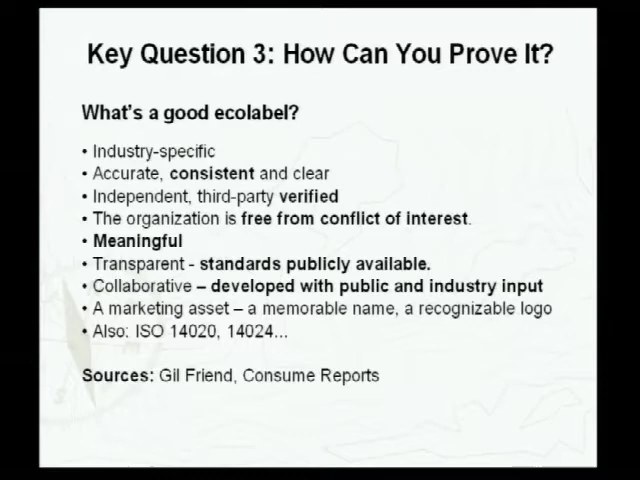 Key Question 3: How Can You Prove It?
What's a good ecolabel?
• Industry-specific
• Accurate, consistent and clear
• Independent, third-party verified
• The organization is free from conflict of interest.
• Meaningful
• Transparent - standards publicly available.
• Collaborative – developed with public and industry input
• A marketing asset – a memorable name, a recognizable logo
• Also: ISO 14020, 14024...
Sources: Gil Friend, Consume Reports